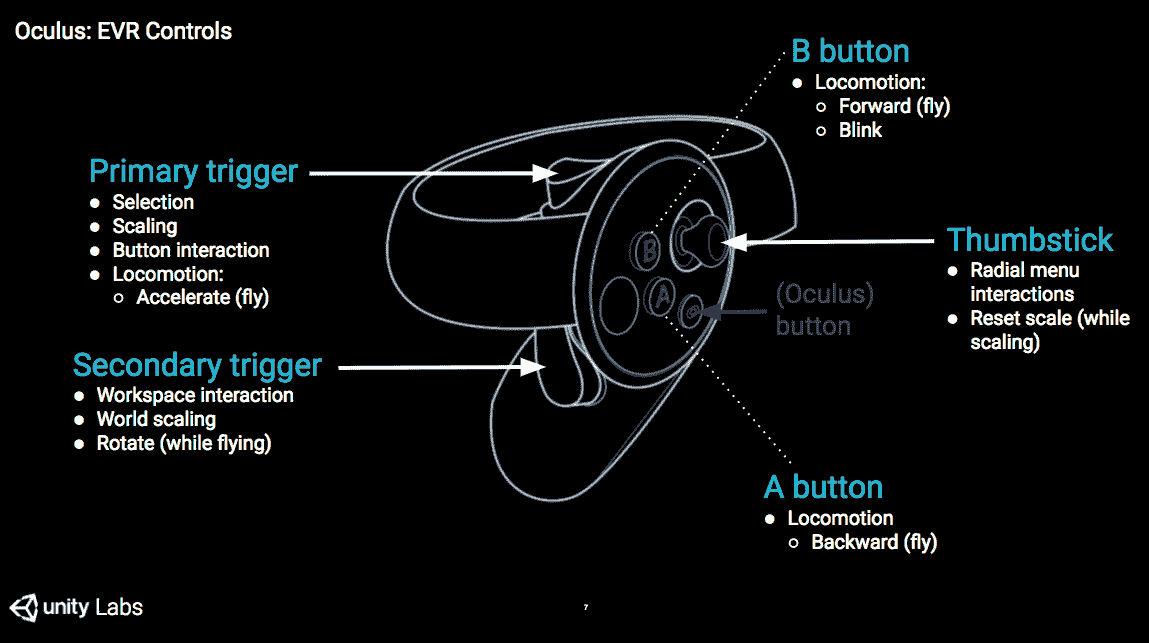 Oculus: EVR Controls
B button
● Locomotion:
○ Forward (fly)
○ Blink
Primary trigger
● Selection
● Scaling
● Button interaction
● Locomotion:
○ Accelerate (fly)
B
A
Thumbstick
● Radial menu
interactions
● Reset scale (while
scaling)
(Oculus)
button
Secondary trigger
● Workspace interaction
● World scaling
● Rotate (while flying)
A button
● Locomotion
○ Backward (fly)
unity Labs
7